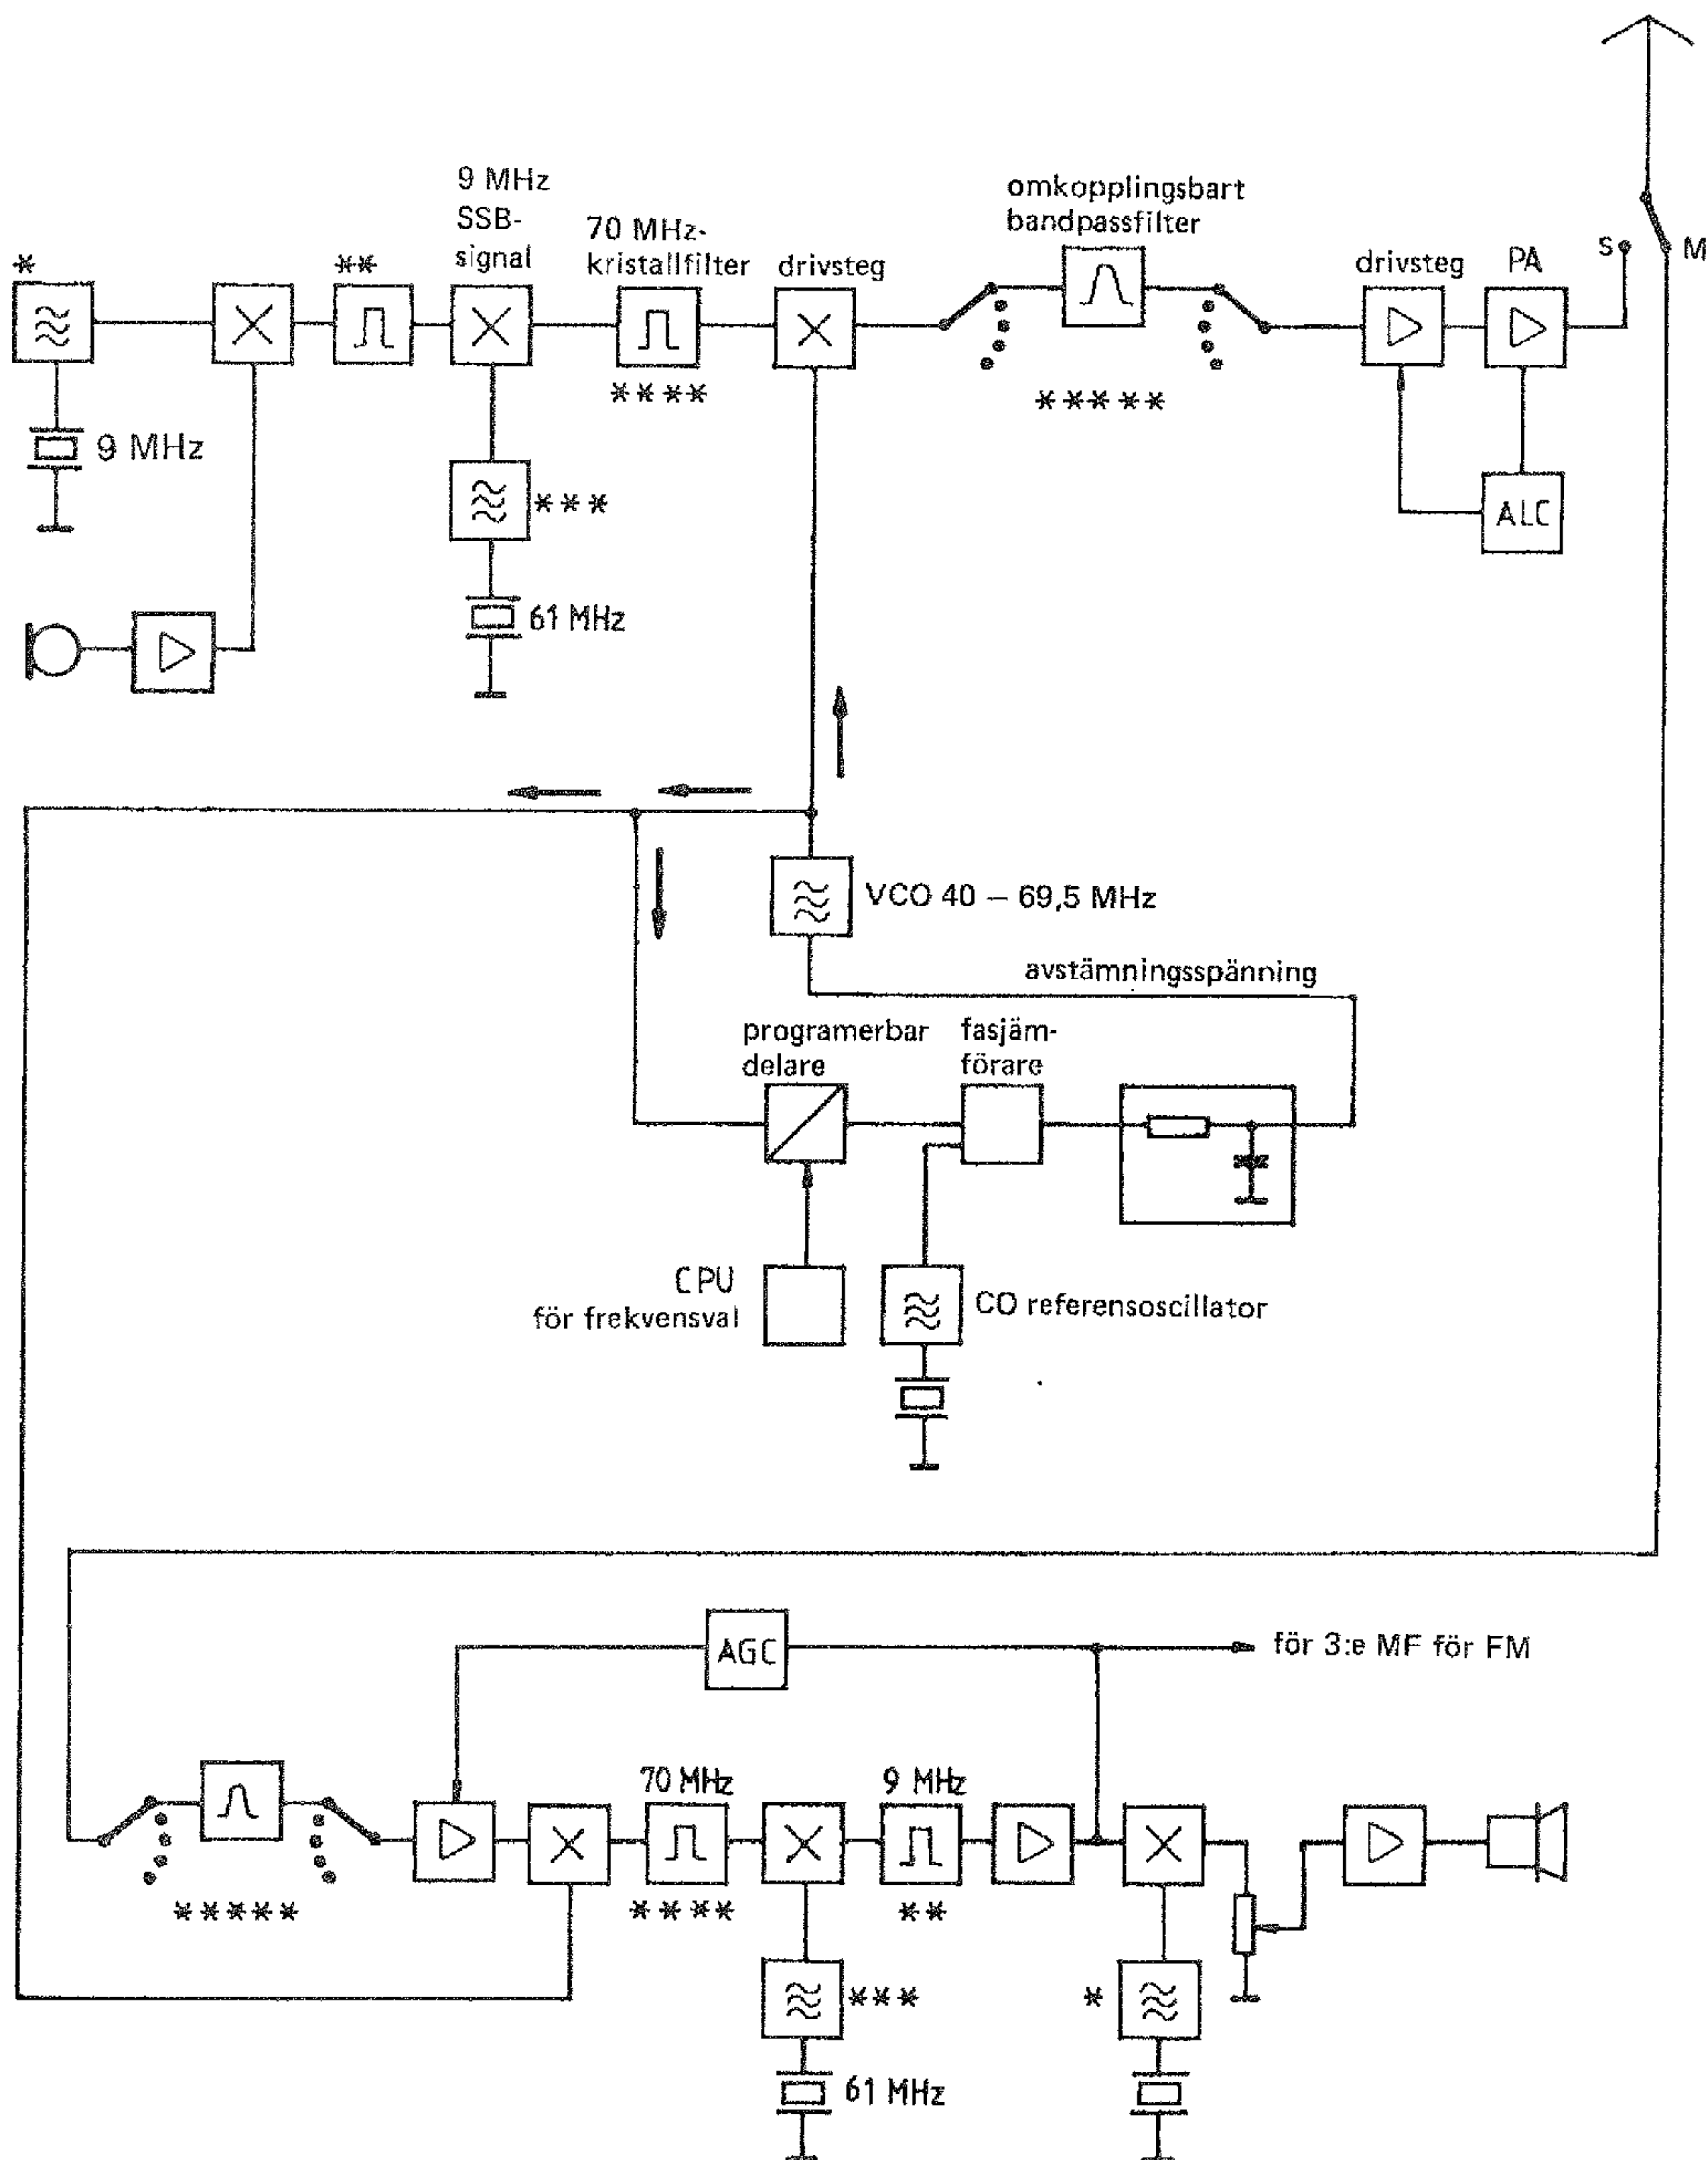 *
**
9 MHz
SSB-
signal
70 MHz-
kristallfilter
****
drivsteg
omkopplingsbart
bandpassfilter
*****
drivsteg
PA
S
M
9 MHz
***
61 MHz
ALC
VCO 40 – 69,5 MHz
avstämningsspänning
programerbar
delare
fasjäm-
förare
CPU
för frekvensval
CO referensoscillator
AGC
för 3:e MF för FM
70 MHz
9 MHz
*****
****
**
***
*
61 MHz